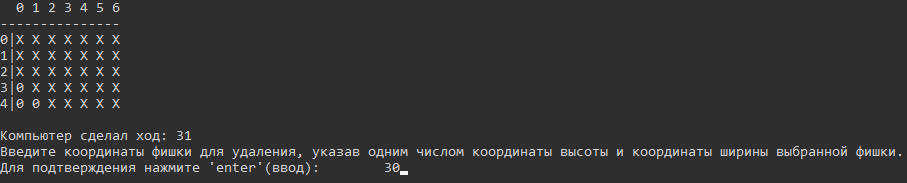 0 1 2 3 4 5 6
---------------
0|X X X X X X X
1|X X X X X X X
2|X X X X X X X
3|0 X X X X X X
4|0 0 X X X X X
Компьютер сделал ход: 31
Введите координаты фишки для удаления, указав одним числом координаты высоты и координаты ширины выбранной фишки.
Для подтверждения нажмите 'enter'(ввод): 30